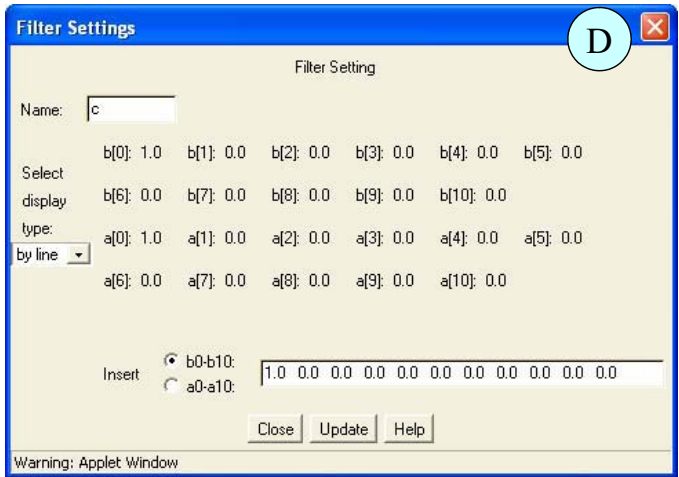 Filter Settings
D
Filter Setting
Name: c
b[0]: 1.0 b[1]: 0.0 b[2]: 0.0 b[3]: 0.0 b[4]: 0.0 b[5]: 0.0
Select
display
type:
by line
b[6]: 0.0 b[7]: 0.0 b[8]: 0.0 b[9]: 0.0 b[10]: 0.0
a[0]: 1.0 a[1]: 0.0 a[2]: 0.0 a[3]: 0.0 a[4]: 0.0 a[5]: 0.0
a[6]: 0.0 a[7]: 0.0 a[8]: 0.0 a[9]: 0.0 a[10]: 0.0
Insert
b0-b10:
a0-a10:
1.0 0.0 0.0 0.0 0.0 0.0 0.0 0.0 0.0 0.0 0.0
Close Update Help
Warning: Applet Window